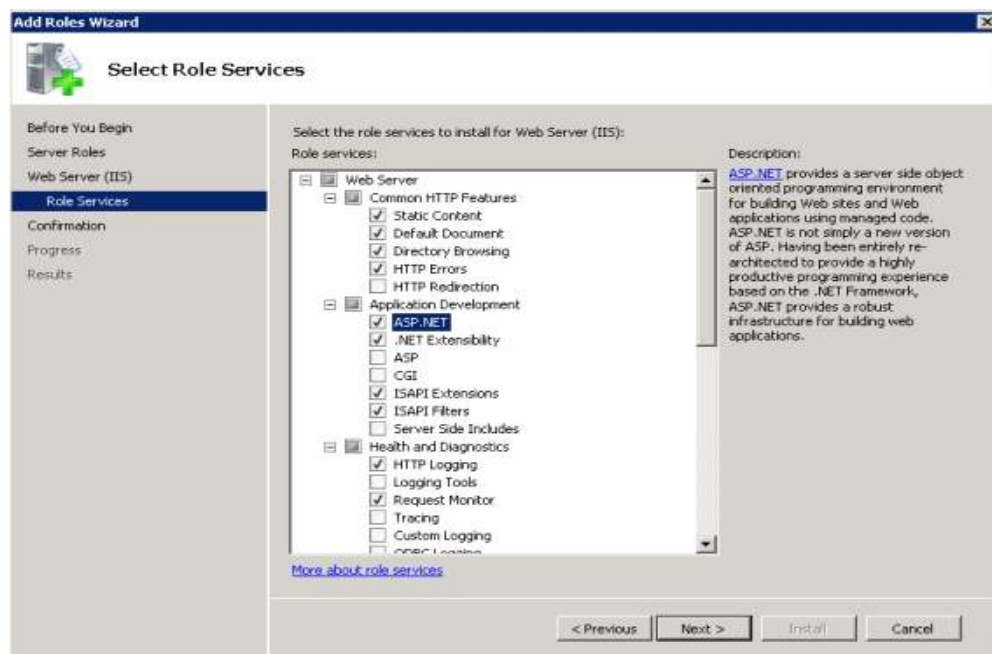 Add Roles Wizard
Select Role Services
Before You Begin
Server Roles
Web Server (IIS)
Role Services
Confirmation
Progress
Results
Select the role services to install for Web Server (IIS):
Role services:
Web Server
Common HTTP Features
Static Content
Default Document
Directory Browsing
HTTP Errors
HTTP Redirection
Application Development
ASP.NET
.NET Extensibility
ASP
CGI
ISAPI Extensions
ISAPI Filters
Server Side Includes
Health and Diagnostics
HTTP Logging
Logging Tools
Request Monitor
Tracing
Custom Logging
ODBC Logging
More about role services
Description:
ASP.NET provides a server side object
oriented programming environment
for building Web sites and Web
applications using managed code.
ASP.NET is not simply a new version
of ASP. Having been entirely re-
architected to provide a highly
productive programming experience
based on the .NET Framework,
ASP.NET provides a robust
infrastructure for building web
applications.
< Previous
Next >
Install
Cancel